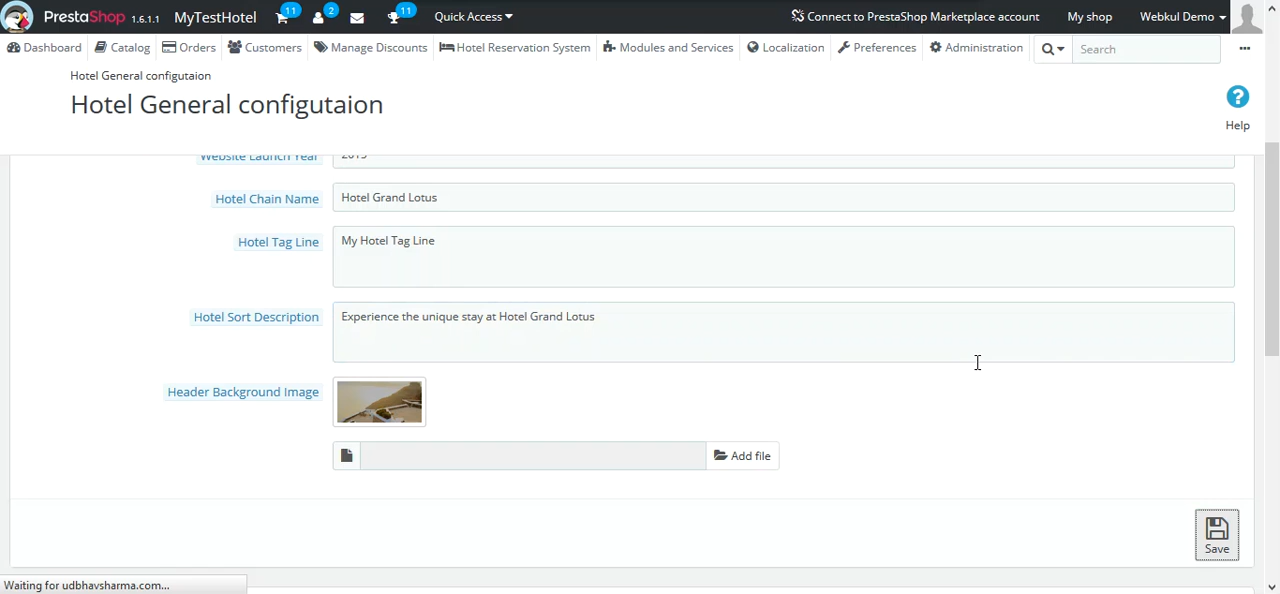 PrestaShop 1.6.1.1 MyTestHotel 11 2 11 Quick Access Connect to PrestaShop Marketplace account My shop Webkul Demo
Dashboard Catalog Orders Customers Manage Discounts Hotel Reservation System Modules and Services Localization Preferences Administration Search
Hotel General configutaion
Hotel General configutaion
Help
Website Launch Year 2015
Hotel Chain Name Hotel Grand Lotus
Hotel Tag Line My Hotel Tag Line
Hotel Sort Description Experience the unique stay at Hotel Grand Lotus
Header Background Image
Add file
Save
Waiting for udbhavsharma.com...